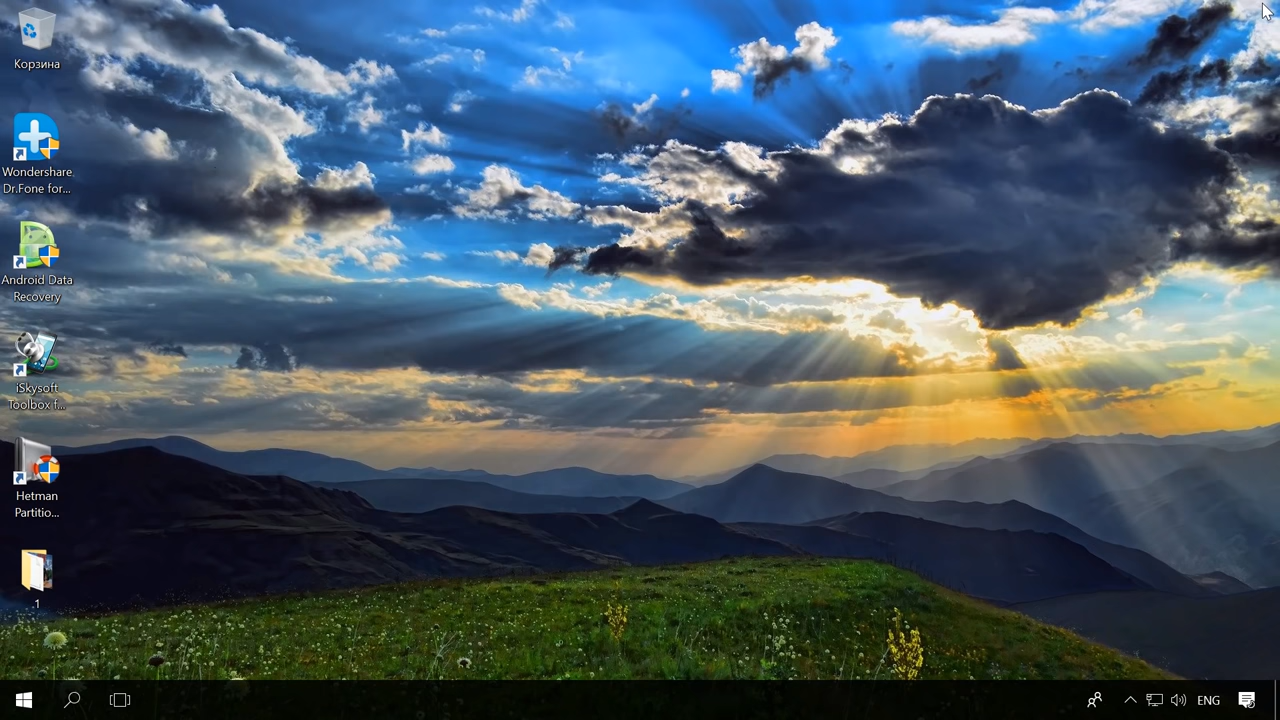 Корзина
Wondershare
Dr.Fone for...
Android Data
Recovery
iSkysoft
Toolbox f...
Hetman
Partitio...
.1
ENG